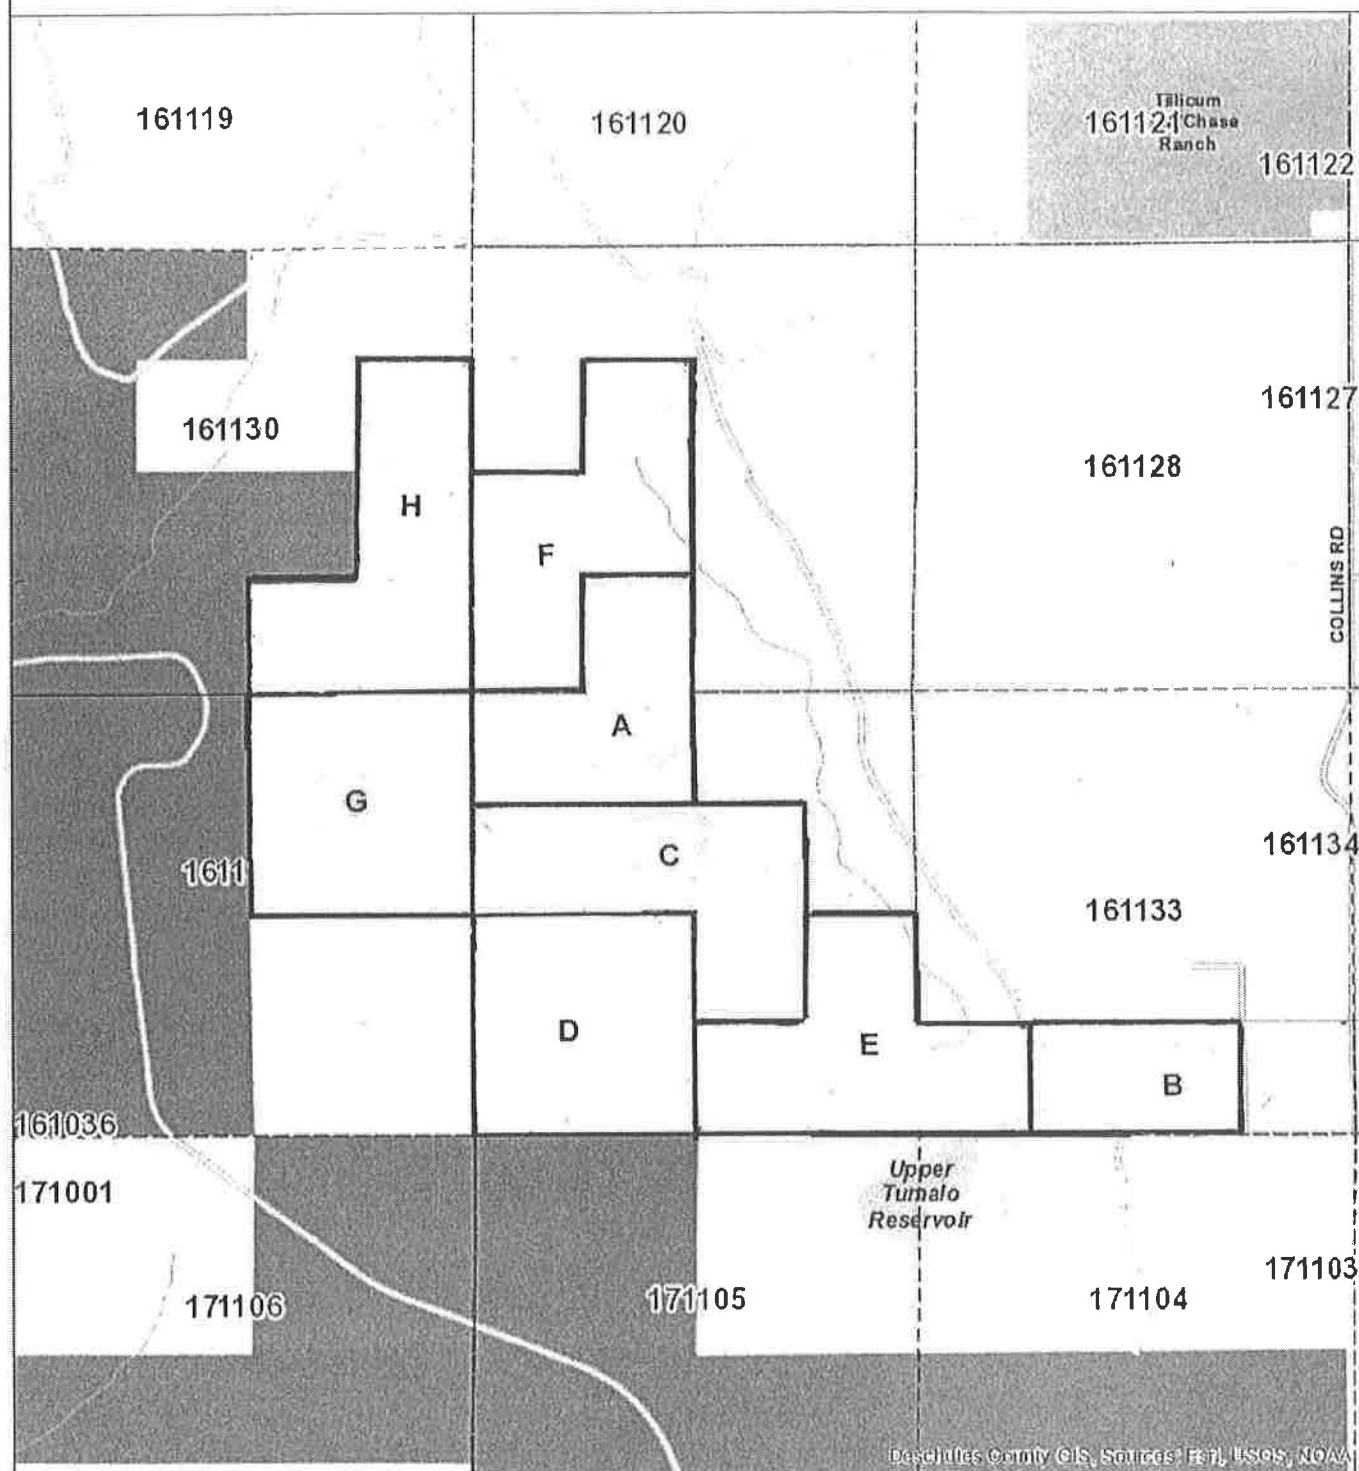 161119
161120
Tillicum
161121 Chase
Ranch
161122
161127
161130
161128
H
F
COLLINS RD
A
G
C
161134
1611
161133
D
E
B
161036
Upper
Tumalo
Reservoir
171001
171103
171106
171105
171104
Deschutes County GIS, Sources: Esri, USGS, NOAA